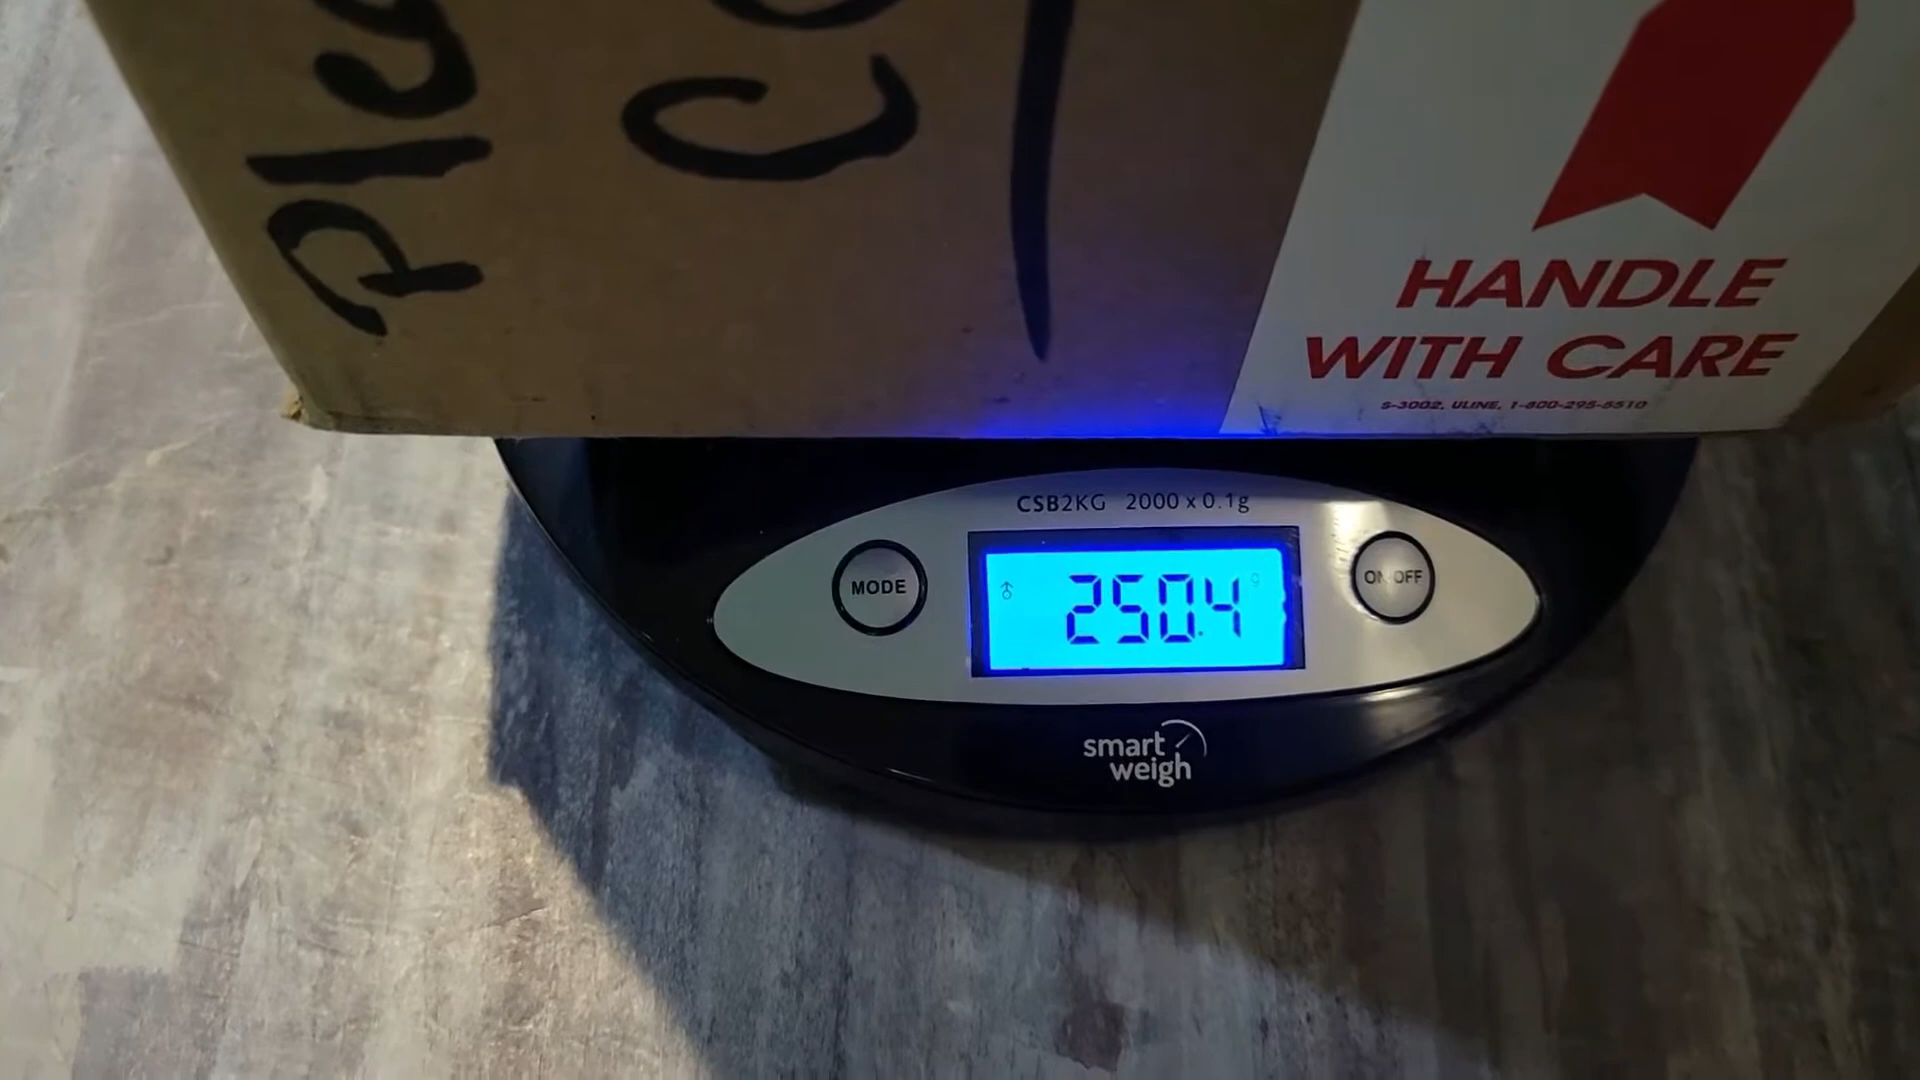 HANDLE
WITH CARE
S-3002, ULINE, 1-800-295-5510
CSB2KG 2000 x 0.1g
MODE
250.4 g
ON/OFF
smart
weigh